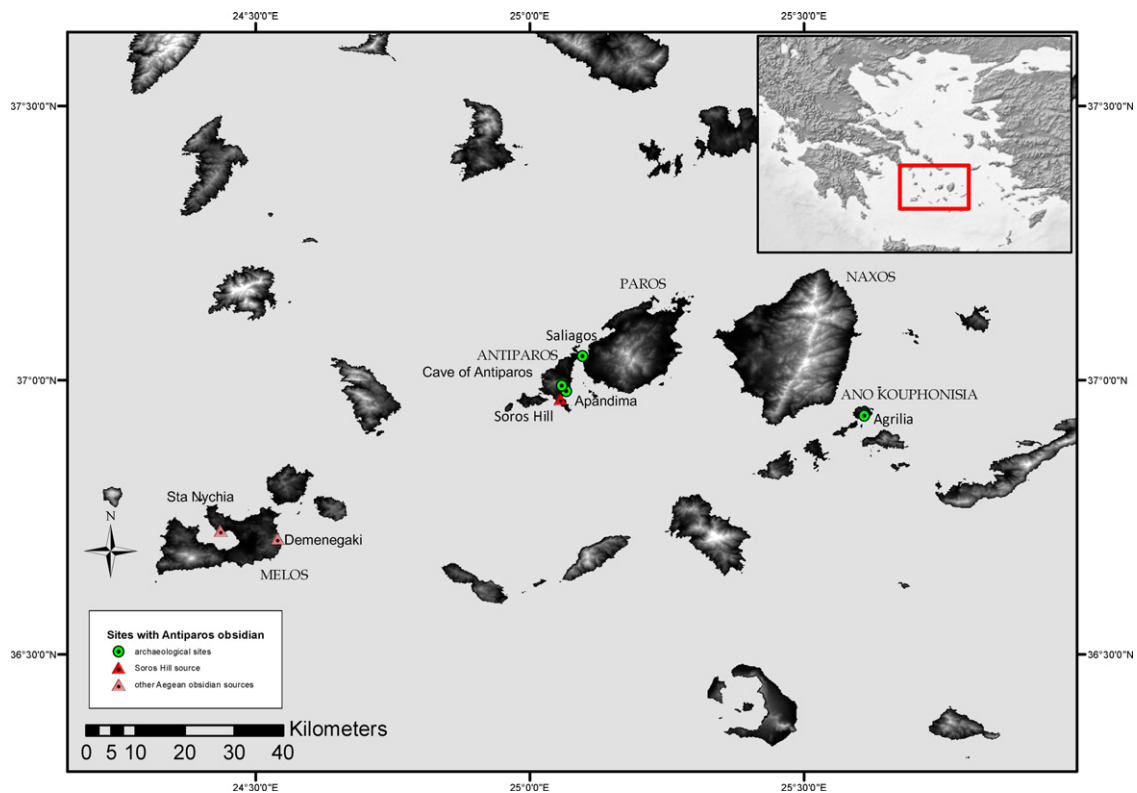 24°30'0"E 25°0'0"E 25°30'0"E
37°30'0"N 37°30'0"N
NAXOS
PAROS
Saliagos
ANTIPAROS
Cave of Antiparos
37°0'0"N 37°0'0"N
ANO KOUPHONISIA
Apandima
Soros Hill
Agrilia
Sta Nychia
N
Demenegaki
MELOS
Sites with Antiparos obsidian
archaeological sites
Soros Hill source
other Aegean obsidian sources
36°30'0"N 36°30'0"N
Kilometers
0 5 10 20 30 40
24°30'0"E 25°0'0"E 25°30'0"E